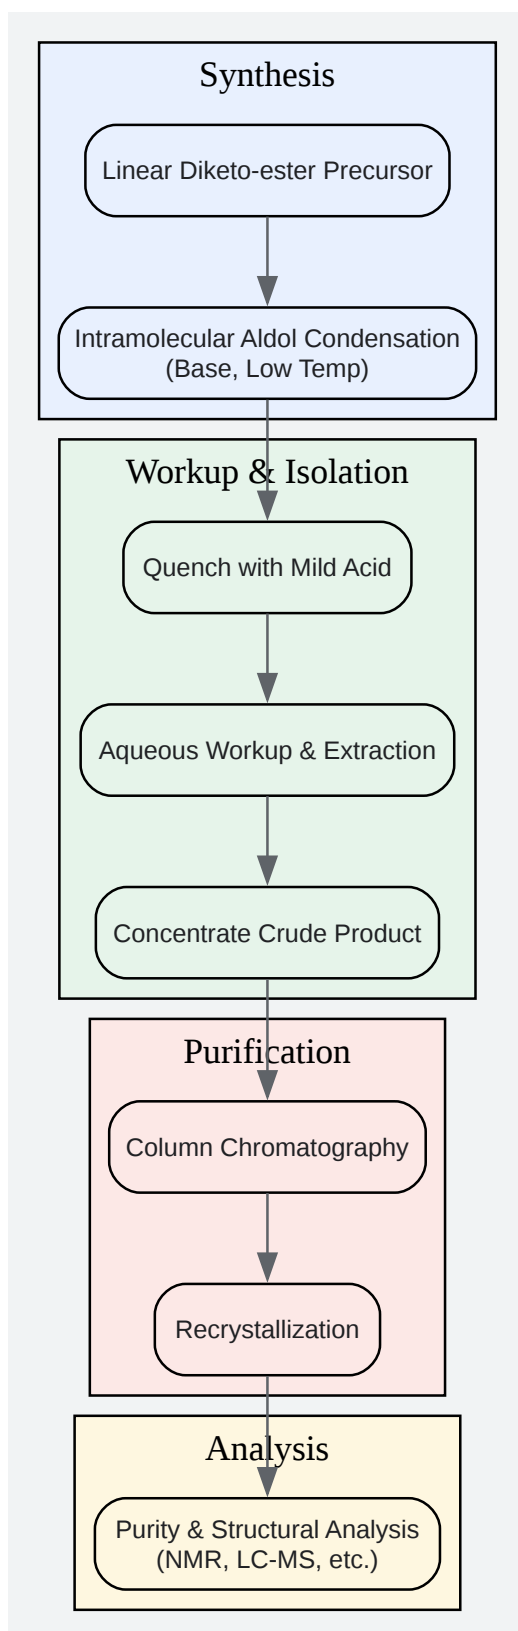 Synthesis
Linear Diketo-ester Precursor
Intramolecular Aldol Condensation
(Base, Low Temp)
Workup & Isolation
Quench with Mild Acid
Aqueous Workup & Extraction
Concentrate Crude Product
Purification
Column Chromatography
Recrystallization
Analysis
Purity & Structural Analysis
(NMR, LC-MS, etc.)